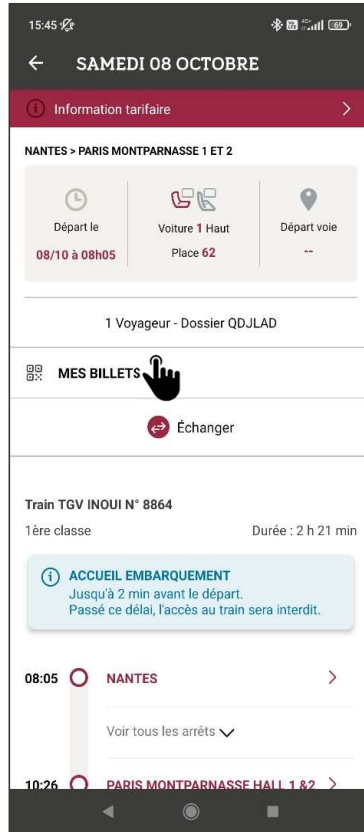 15:45
4G+
69
SAMEDI 08 OCTOBRE
Information tarifaire
NANTES > PARIS MONTPARNASSE 1 ET 2
Départ le
Voiture 1 Haut
Départ voie
08/10 à 08h05
Place 62
--
1 Voyageur - Dossier QDJLAD
MES BILLETS
Échanger
Train TGV INOUI N° 8864
1ère classe
Durée : 2 h 21 min
ACCUEIL EMBARQUEMENT
Jusqu'à 2 min avant le départ.
Passé ce délai, l'accès au train sera interdit.
08:05 NANTES
Voir tous les arrêts
10:26 PARIS MONTPARNASSE HALL 1 &2